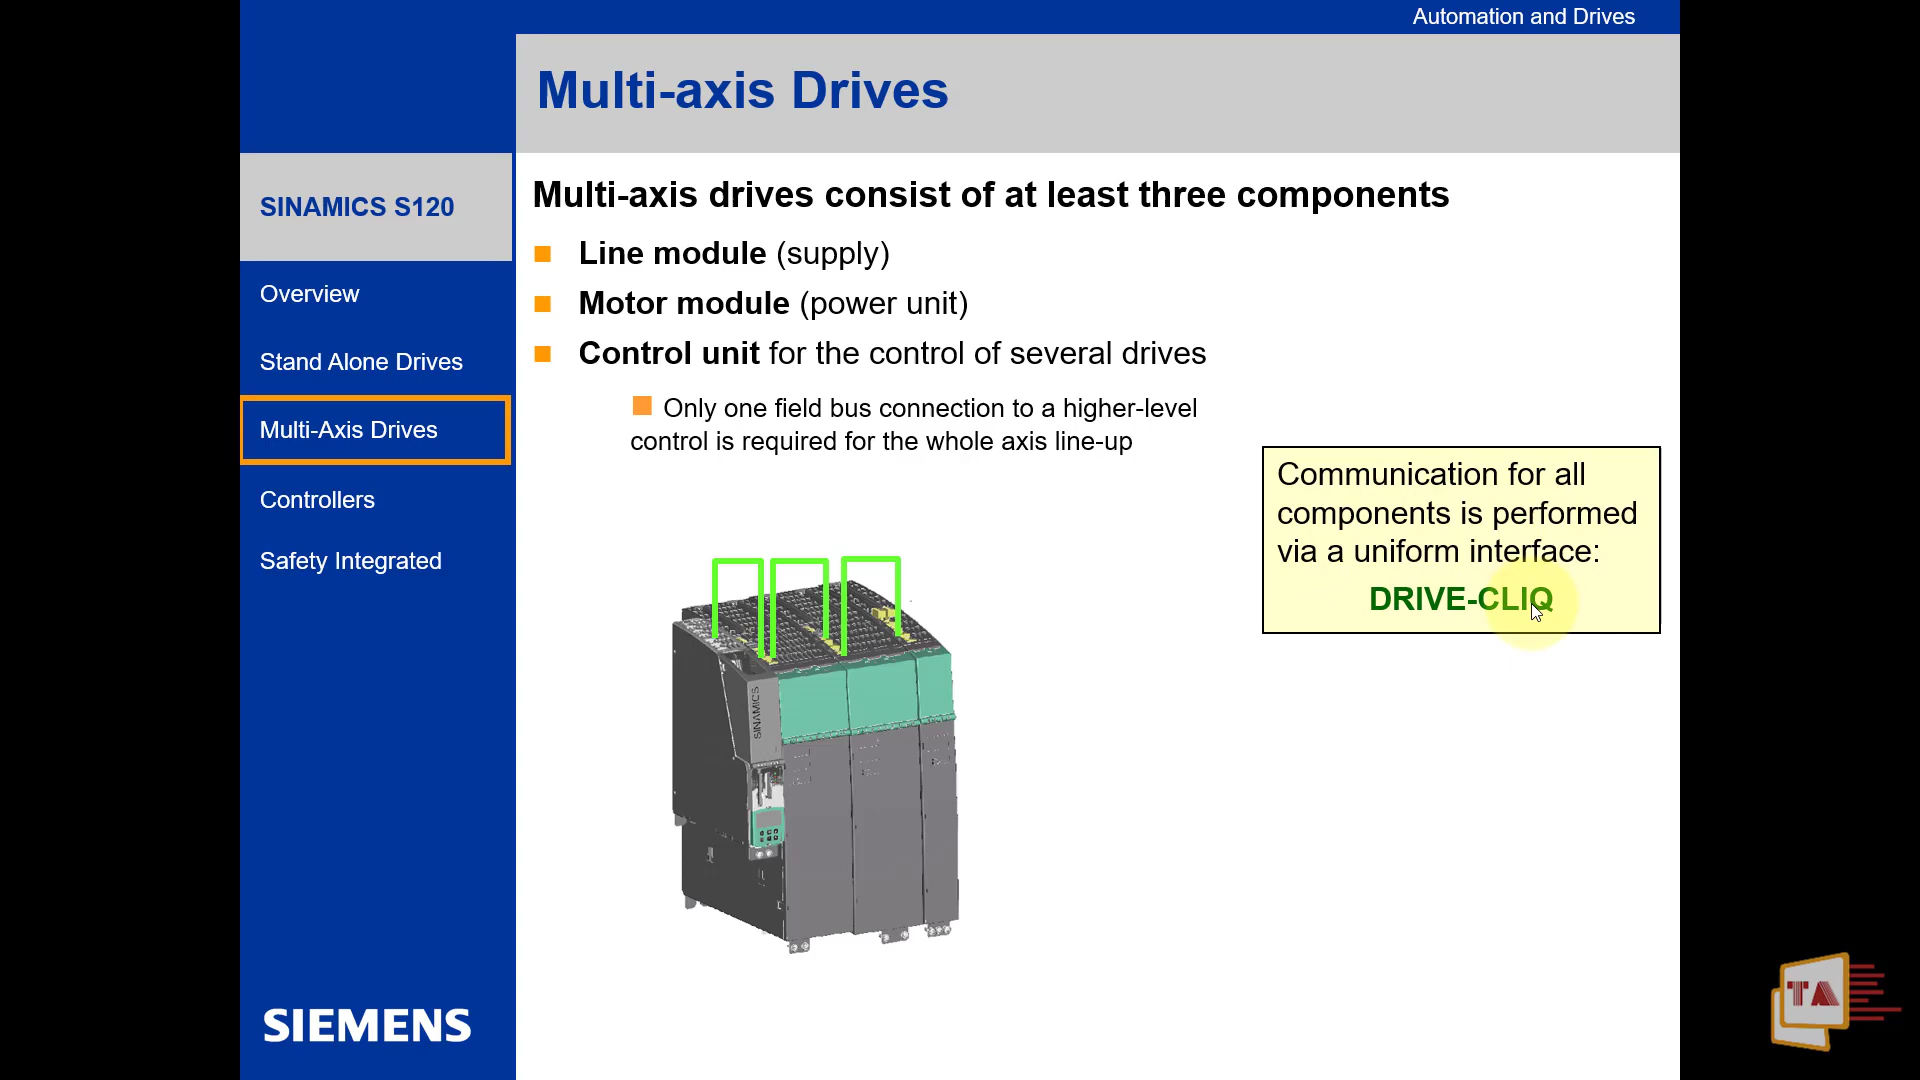 Automation and Drives
Multi-axis Drives
SINAMICS S120
Overview
Stand Alone Drives
Multi-Axis Drives
Controllers
Safety Integrated
SIEMENS
Multi-axis drives consist of at least three components
Line module (supply)
Motor module (power unit)
Control unit for the control of several drives
Only one field bus connection to a higher-level
control is required for the whole axis line-up
Communication for all
components is performed
via a uniform interface:
DRIVE-CLIQ
SINAMICS
TA